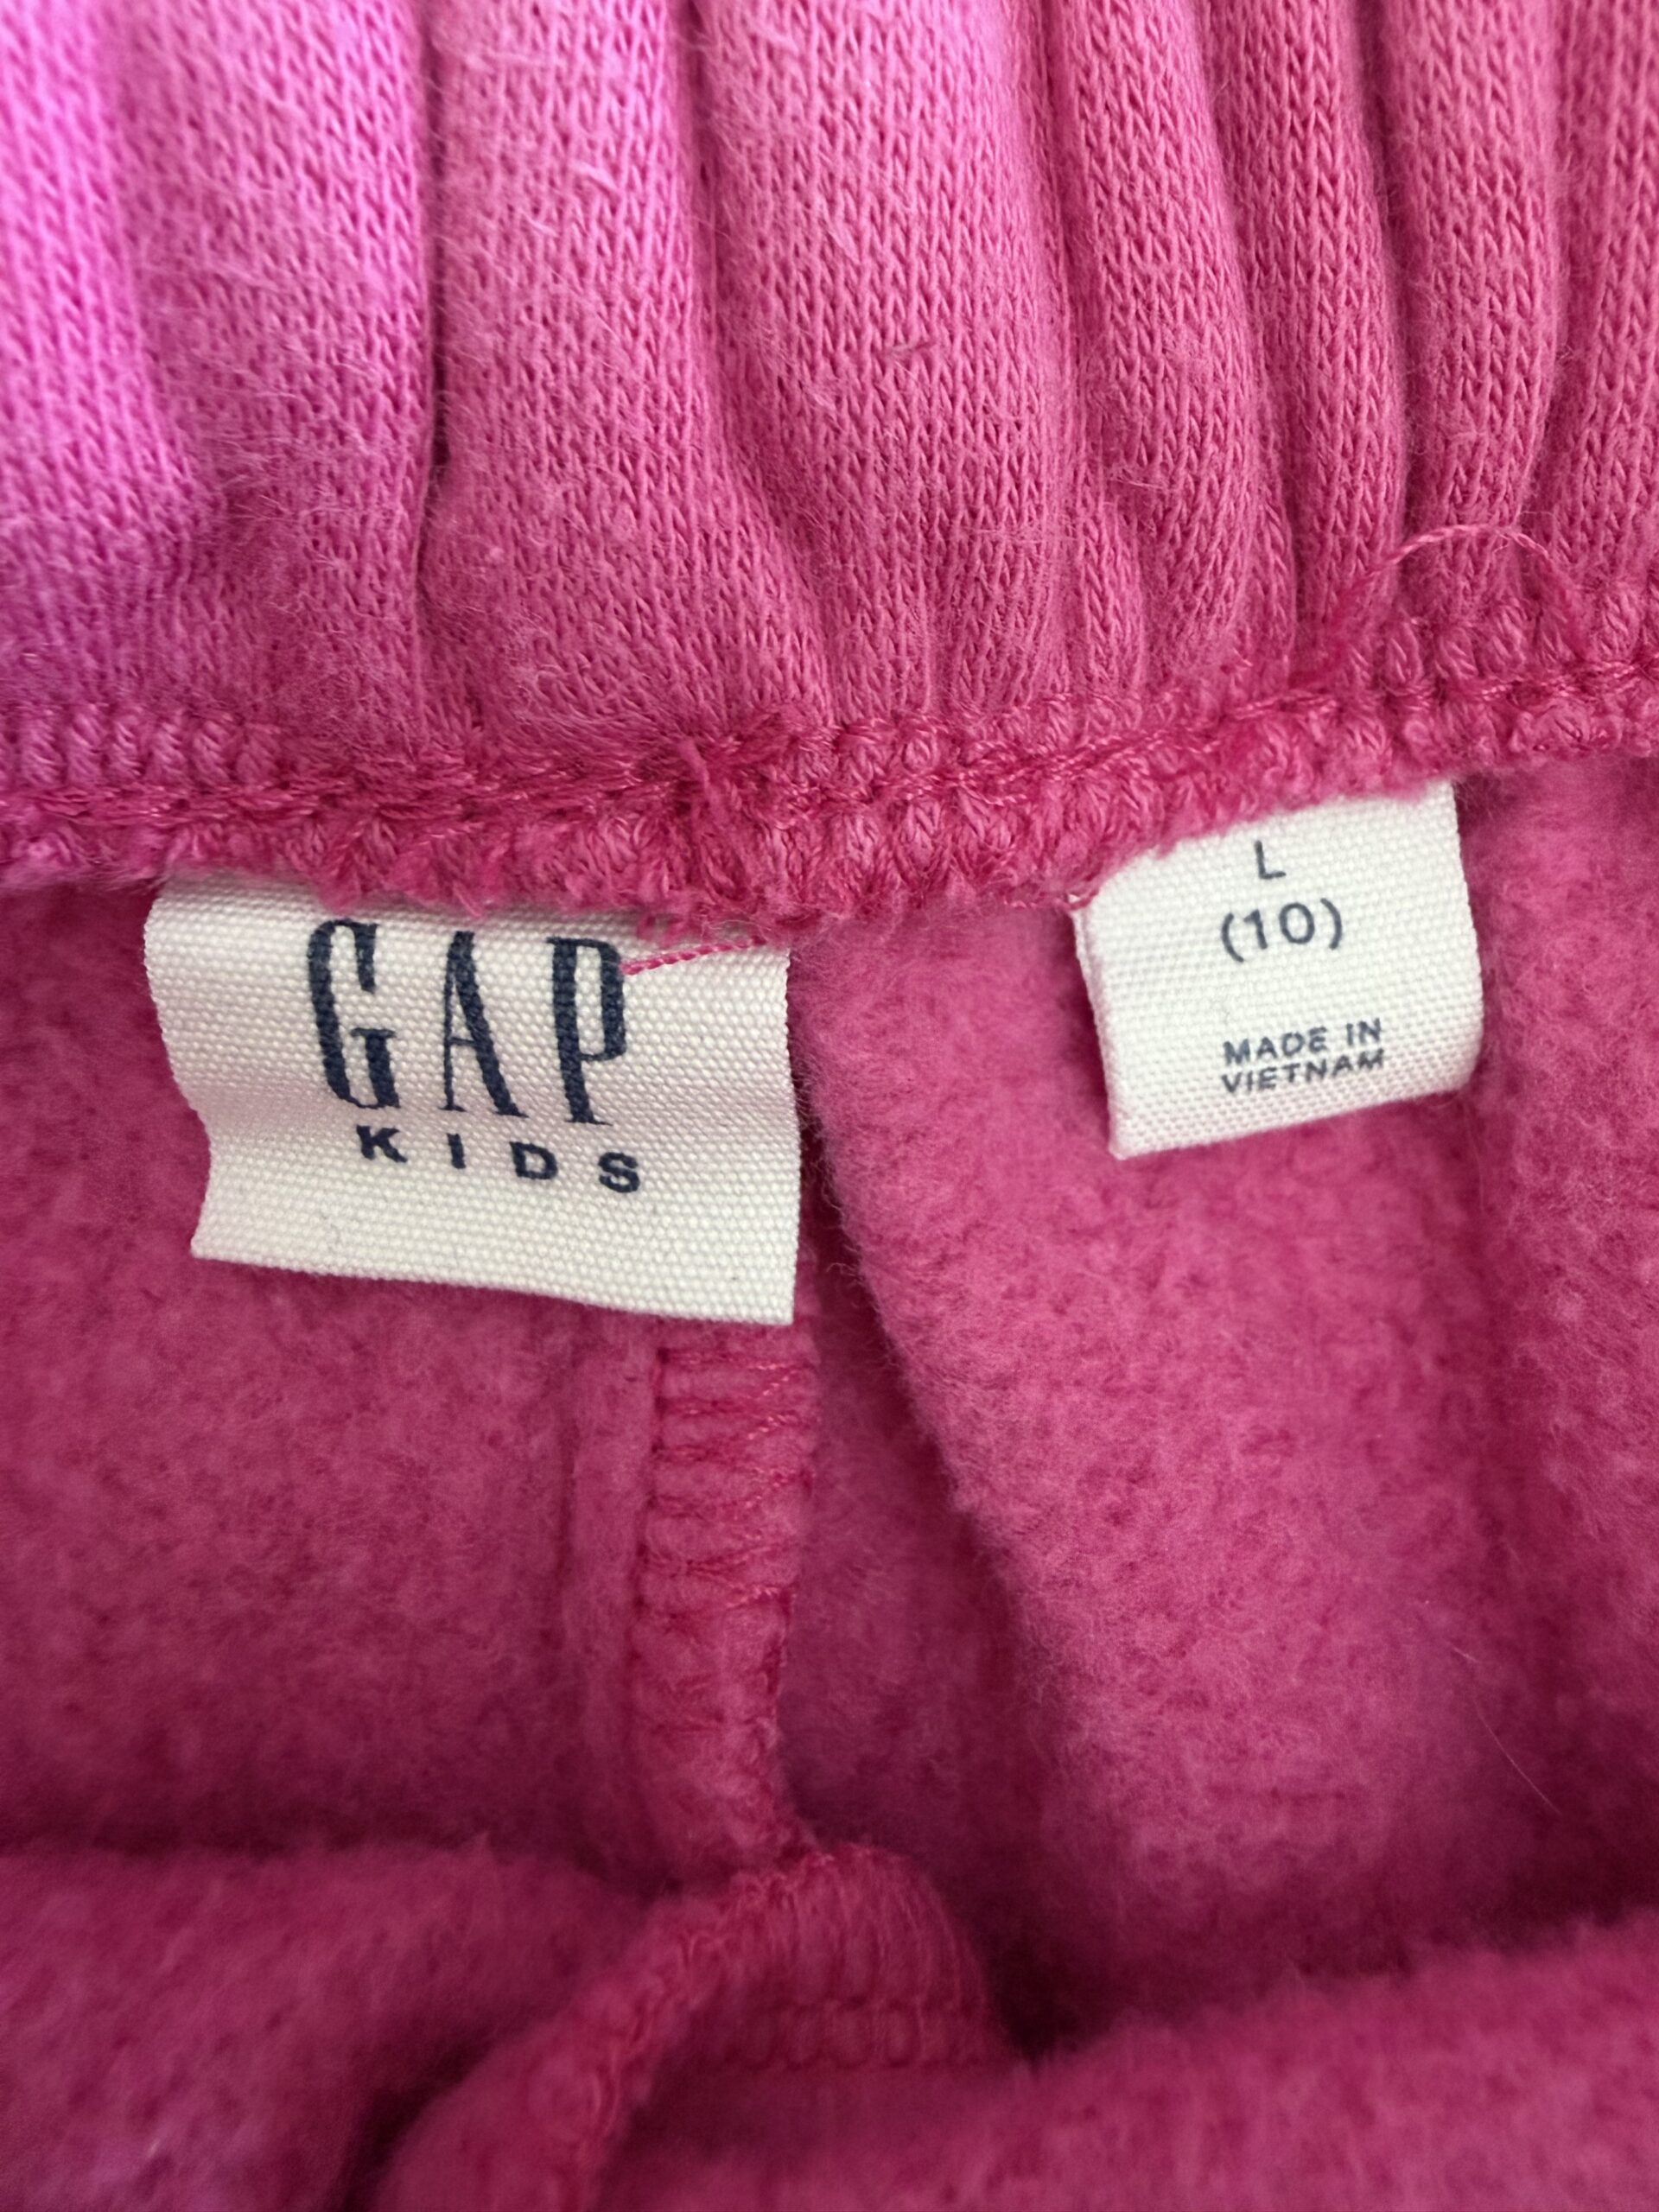 GAP
KIDS
L
(10)
MADE IN
VIETNAM